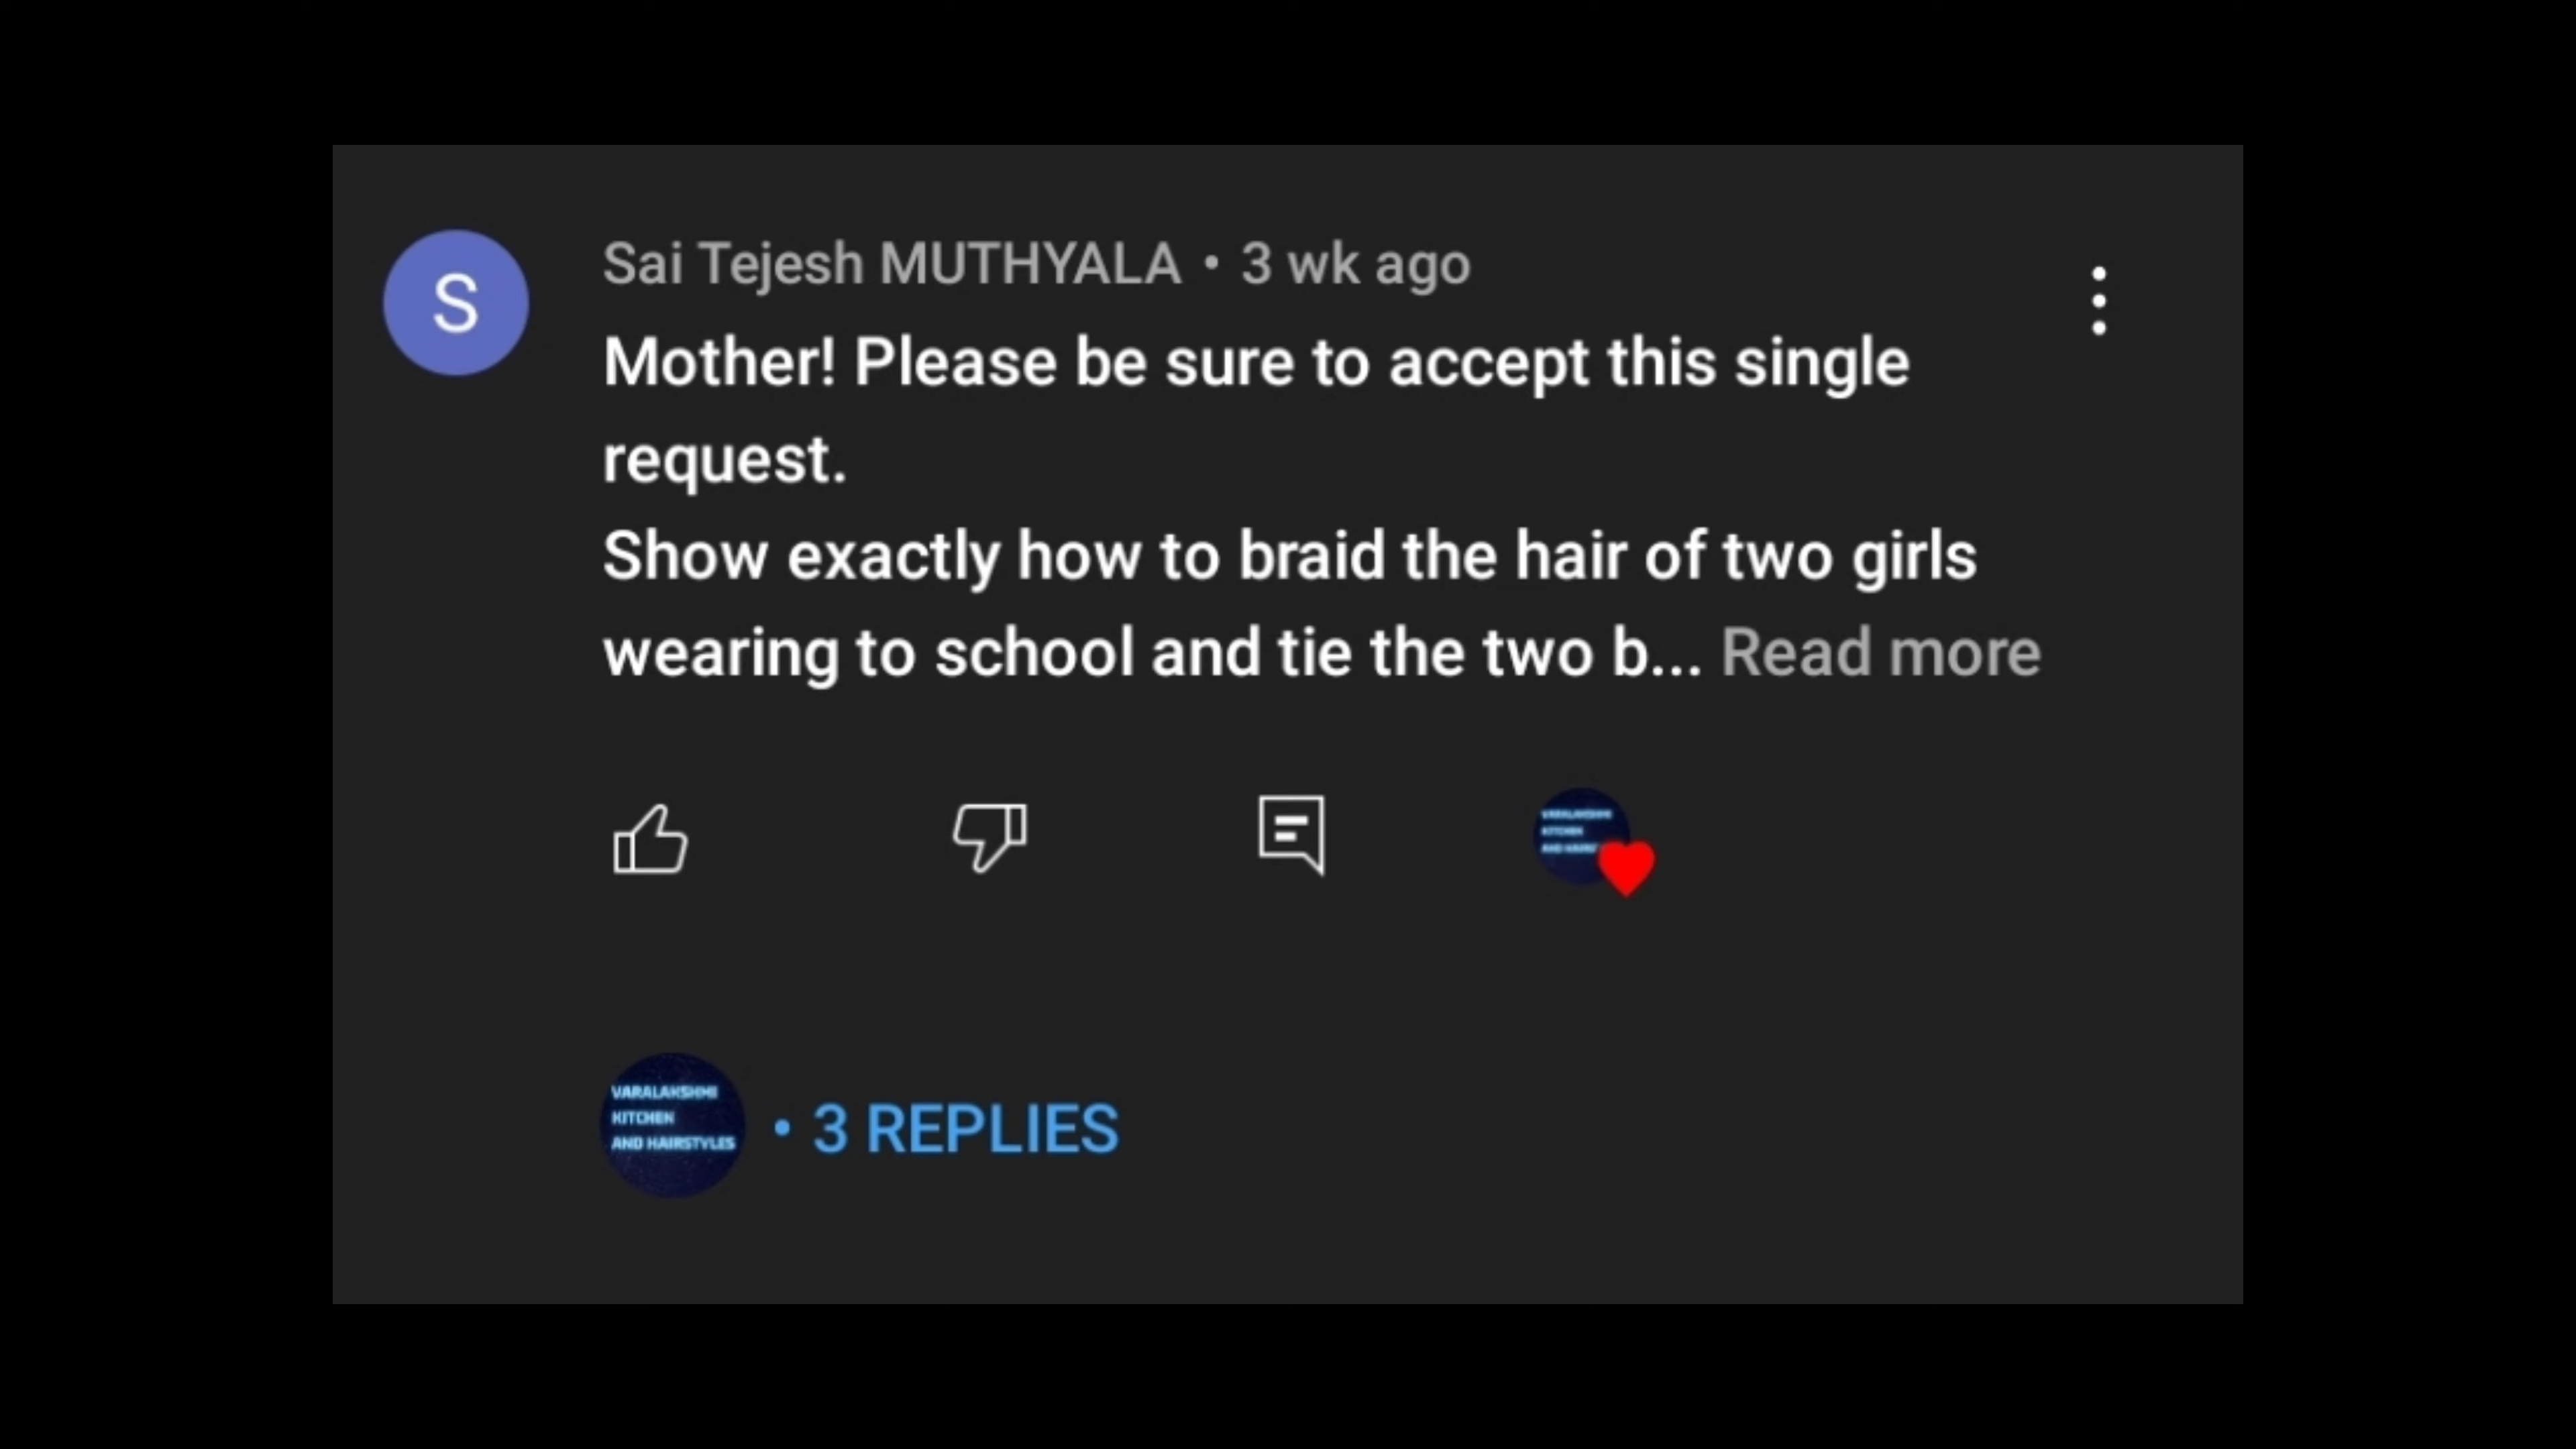 S
Sai Tejesh MUTHYALA • 3 wk ago
Mother! Please be sure to accept this single
request.
Show exactly how to braid the hair of two girls
wearing to school and tie the two b... Read more
VARALAKSHMI
KITCHEN
VARALAKSHMI
KITCHEN
AND HAIRSTYLES
• 3 REPLIES